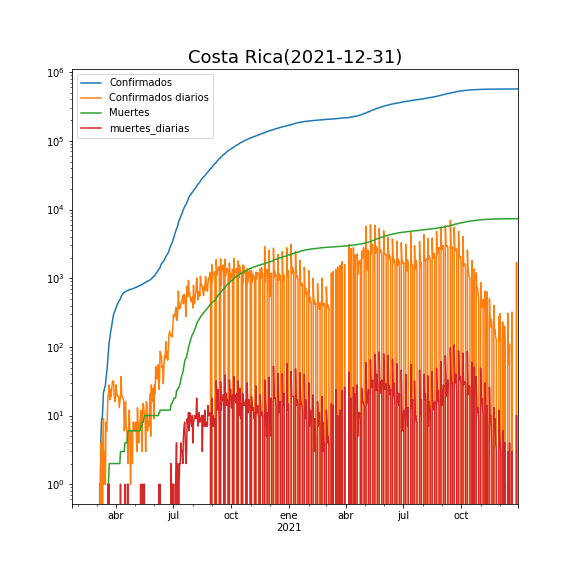 Costa Rica(2021-12-31)
Confirmados
Confirmados diarios
Muertes
muertes_diarias
10⁶
10⁵
10⁴
10³
10²
10¹
10⁰
abr jul oct ene abr jul oct
2021